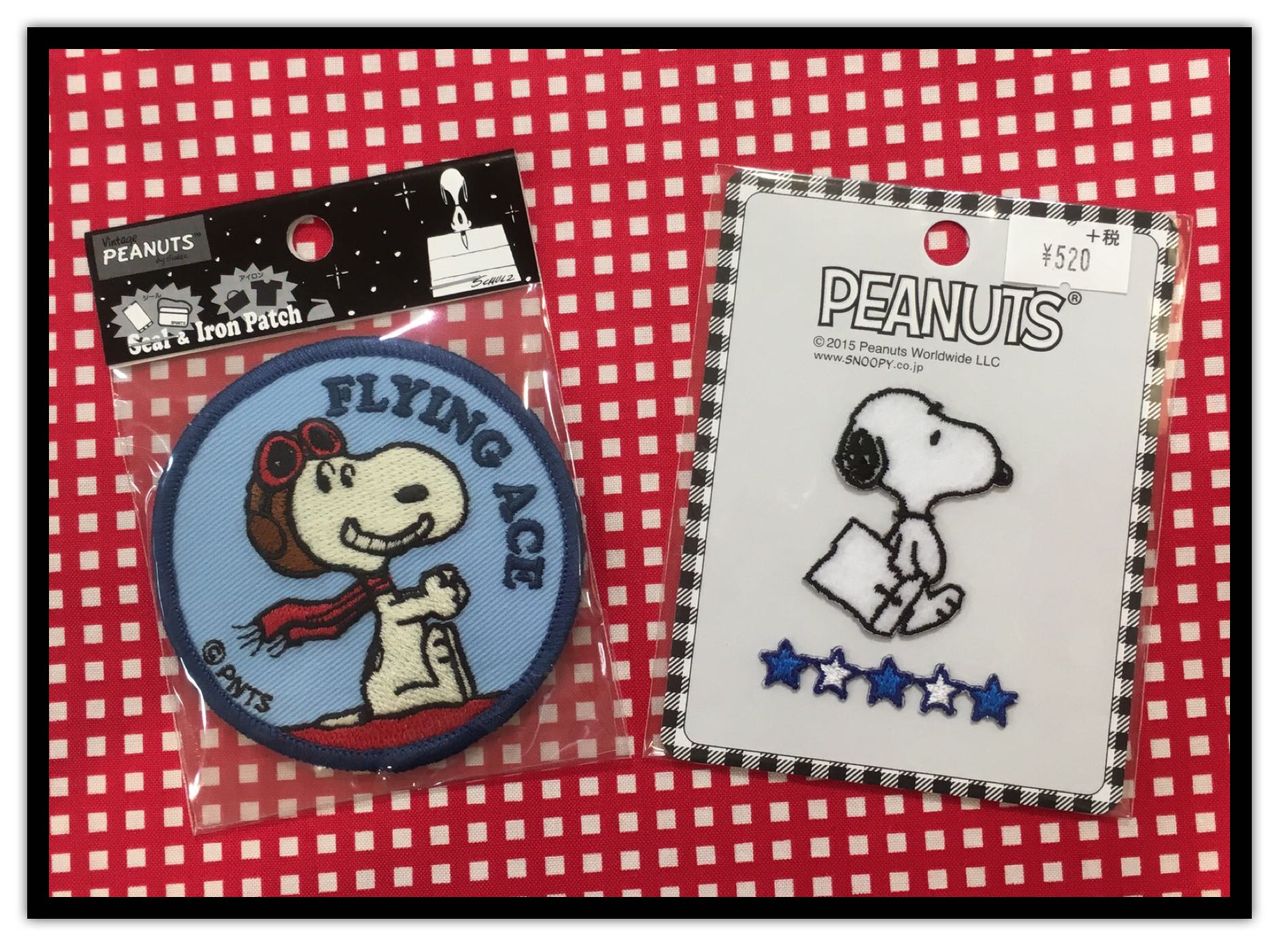 Vintage
PEANUTS™
by Schulz
シール
アイロン
Seal & Iron Patch
SCHULZ
FLYING ACE
©PNTS
+税
¥520
PEANUTS®
©2015 Peanuts Worldwide LLC
www.SNOOPY.co.jp